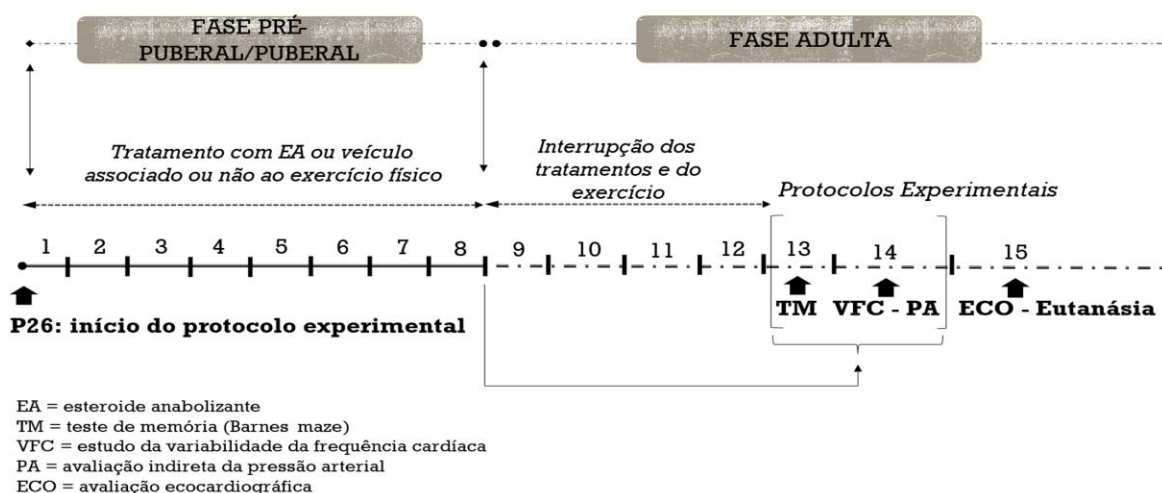 FASE PRÉ-
PUBERAL/PUBERAL
FASE ADULTA
Tratamento com EA ou veículo
associado ou não ao exercício físico
Interrupção dos
tratamentos e do
exercício
Protocolos Experimentais
1 2 3 4 5 6 7 8 9 10 11 12 13 14 15
P26: início do protocolo experimental
TM VFC - PA ECO - Eutanásia
EA = esteroide anabolizante
TM = teste de memória (Barnes maze)
VFC = estudo da variabilidade da frequência cardíaca
PA = avaliação indireta da pressão arterial
ECO = avaliação ecocardiográfica